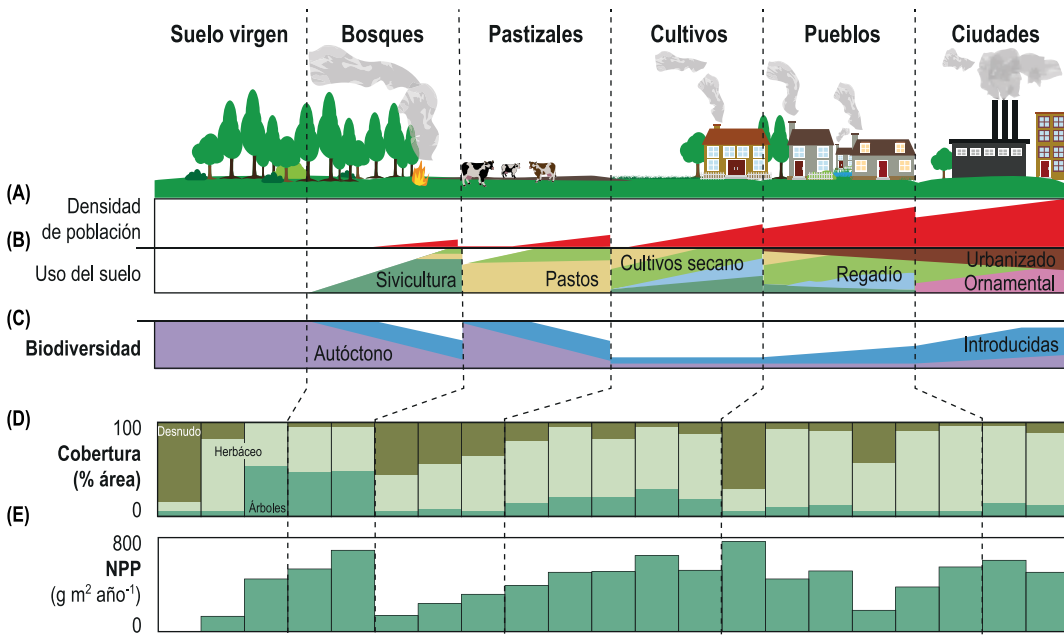 Suelo virgen
Bosques
Pastizales
Cultivos
Pueblos
Ciudades
(A)
Densidad
de población
(B)
Uso del suelo
Sivicultura
Pastos
Cultivos secano
Regadío
Urbanizado
Ornamental
(C)
Biodiversidad
Autóctono
Introducidas
(D)
100
Desnudo
Cobertura
Herbáceo
(% área)
Árboles
0
(E)
800
NPP
(g m² año⁻¹)
0